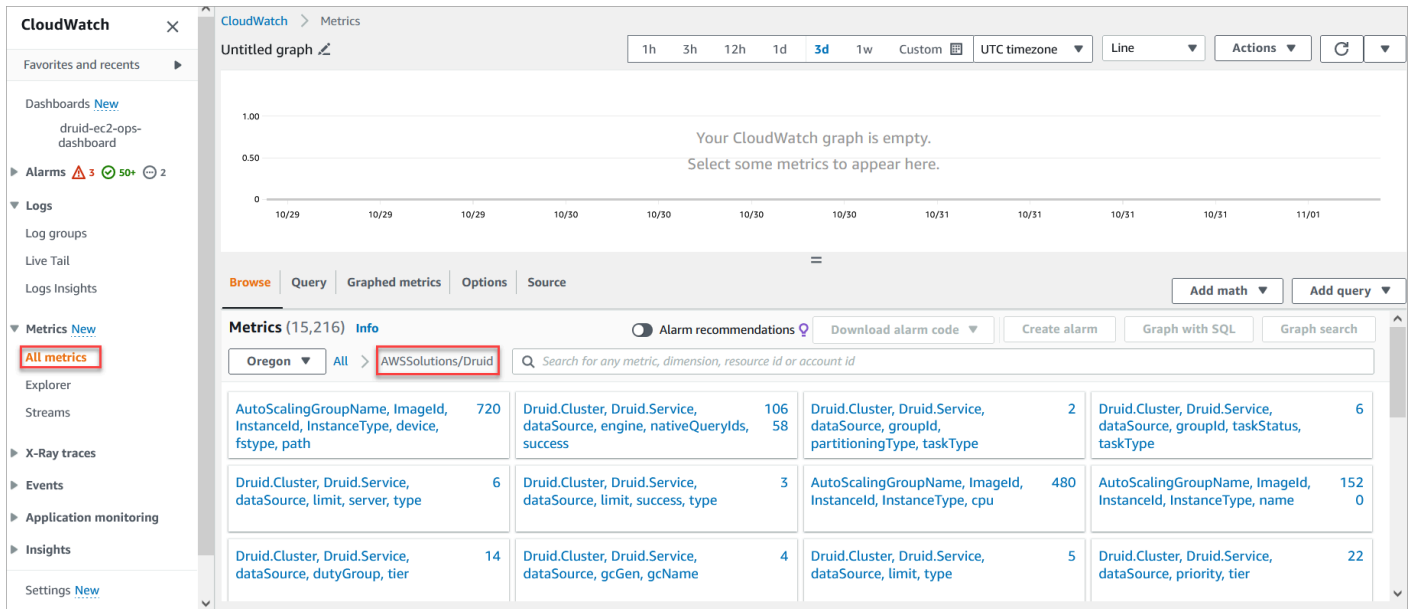 CloudWatch
Favorites and recents
Dashboards New
druid-ec2-ops-
dashboard
Alarms 3 50+ 2
Logs
Log groups
Live Tail
Logs Insights
Metrics New
All metrics
Explorer
Streams
X-Ray traces
Events
Application monitoring
Insights
Settings New
CloudWatch > Metrics
Untitled graph
1h 3h 12h 1d 3d 1w Custom UTC timezone
Line
Actions
Your CloudWatch graph is empty.
Select some metrics to appear here.
1.00
0.50
0
10/29 10/29 10/29 10/30 10/30 10/30 10/30 10/31 10/31 10/31 10/31 11/01
Browse Query Graphed metrics Options Source
Add math Add query
Metrics (15,216) Info
Alarm recommendations
Download alarm code Create alarm Graph with SQL Graph search
Oregon All > AWSSolutions/Druid
Search for any metric, dimension, resource id or account id
AutoScalingGroupName, ImageId, 720
InstanceId, InstanceType, device,
fstype, path
Druid.Cluster, Druid.Service, 106
dataSource, engine, nativeQueryIds, 58
success
Druid.Cluster, Druid.Service, 2
dataSource, groupId,
partitioningType, taskType
Druid.Cluster, Druid.Service, 6
dataSource, groupId, taskStatus,
taskType
Druid.Cluster, Druid.Service, 6
dataSource, limit, server, type
Druid.Cluster, Druid.Service, 3
dataSource, limit, success, type
AutoScalingGroupName, ImageId, 480
InstanceId, InstanceType, cpu
AutoScalingGroupName, ImageId, 152
InstanceId, InstanceType, name 0
Druid.Cluster, Druid.Service, 14
dataSource, dutyGroup, tier
Druid.Cluster, Druid.Service, 4
dataSource, gcGen, gcName
Druid.Cluster, Druid.Service, 5
dataSource, limit, type
Druid.Cluster, Druid.Service, 22
dataSource, priority, tier